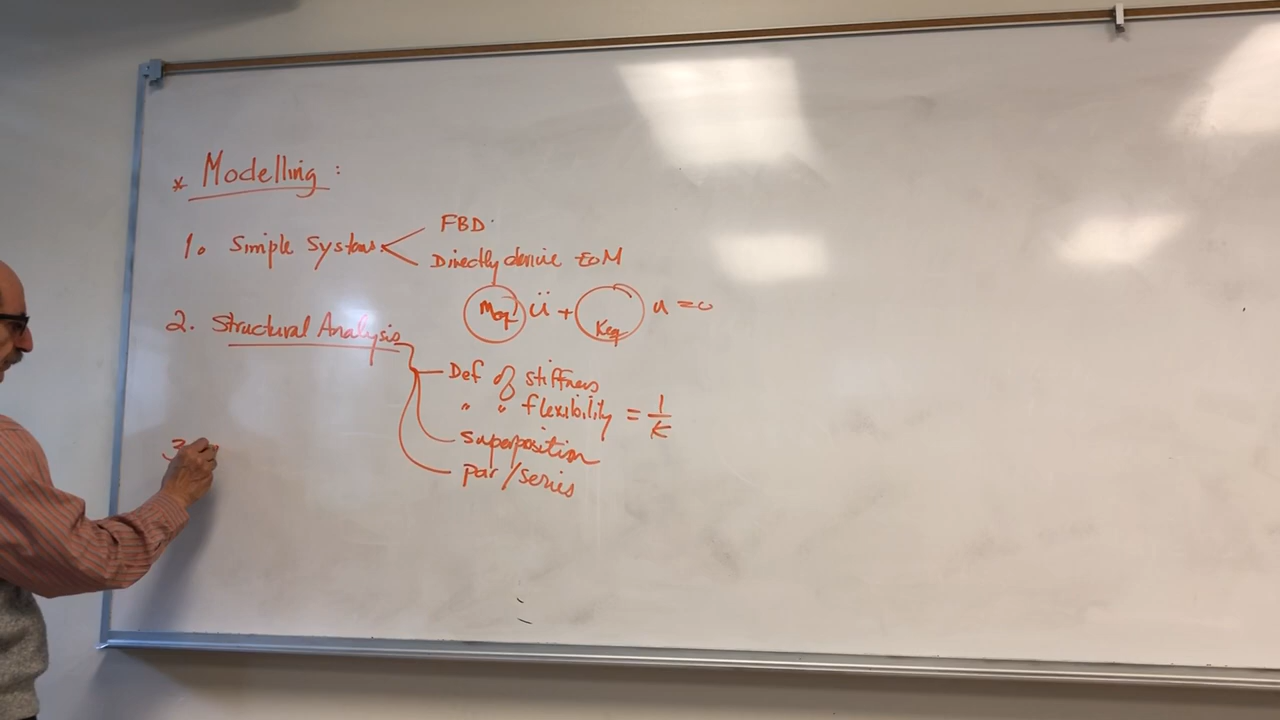 * Modelling :
1. Simple Systems
FBD
Directly derive EoM
Meq ü + Keq u = 0
2. Structural Analysis
Def of stiffness
" " flexibility = 1/K
superposition
par/series
3